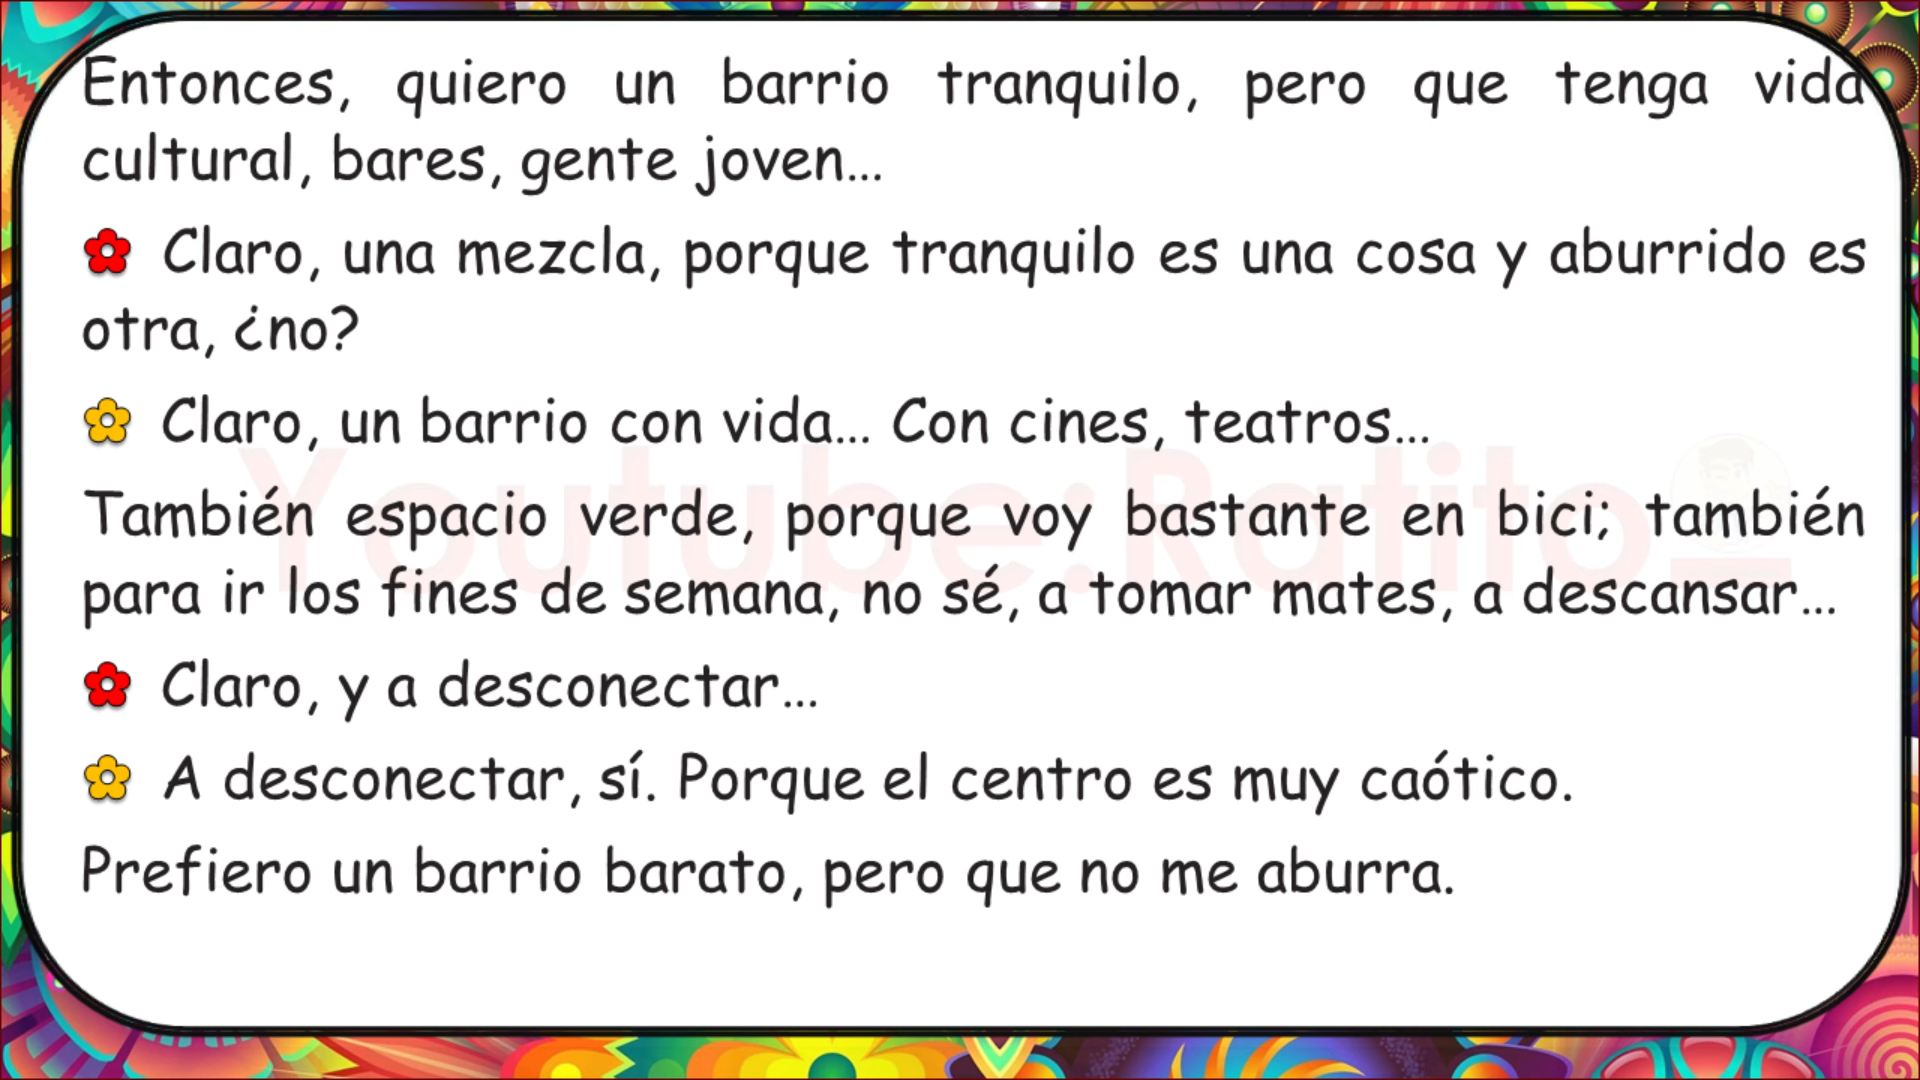 Entonces, quiero un barrio tranquilo, pero que tenga vida
cultural, bares, gente joven...
Claro, una mezcla, porque tranquilo es una cosa y aburrido es
otra, ¿no?
Claro, un barrio con vida... Con cines, teatros...
Youtube:Ratito
También espacio verde, porque voy bastante en bici; también
para ir los fines de semana, no sé, a tomar mates, a descansar...
Claro, y a desconectar...
A desconectar, sí. Porque el centro es muy caótico.
Prefiero un barrio barato, pero que no me aburra.